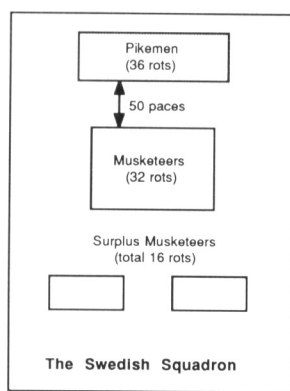 Pikemen
(36 rots)
50 paces
Musketeers
(32 rots)
Surplus Musketeers
(total 16 rots)
The Swedish Squadron